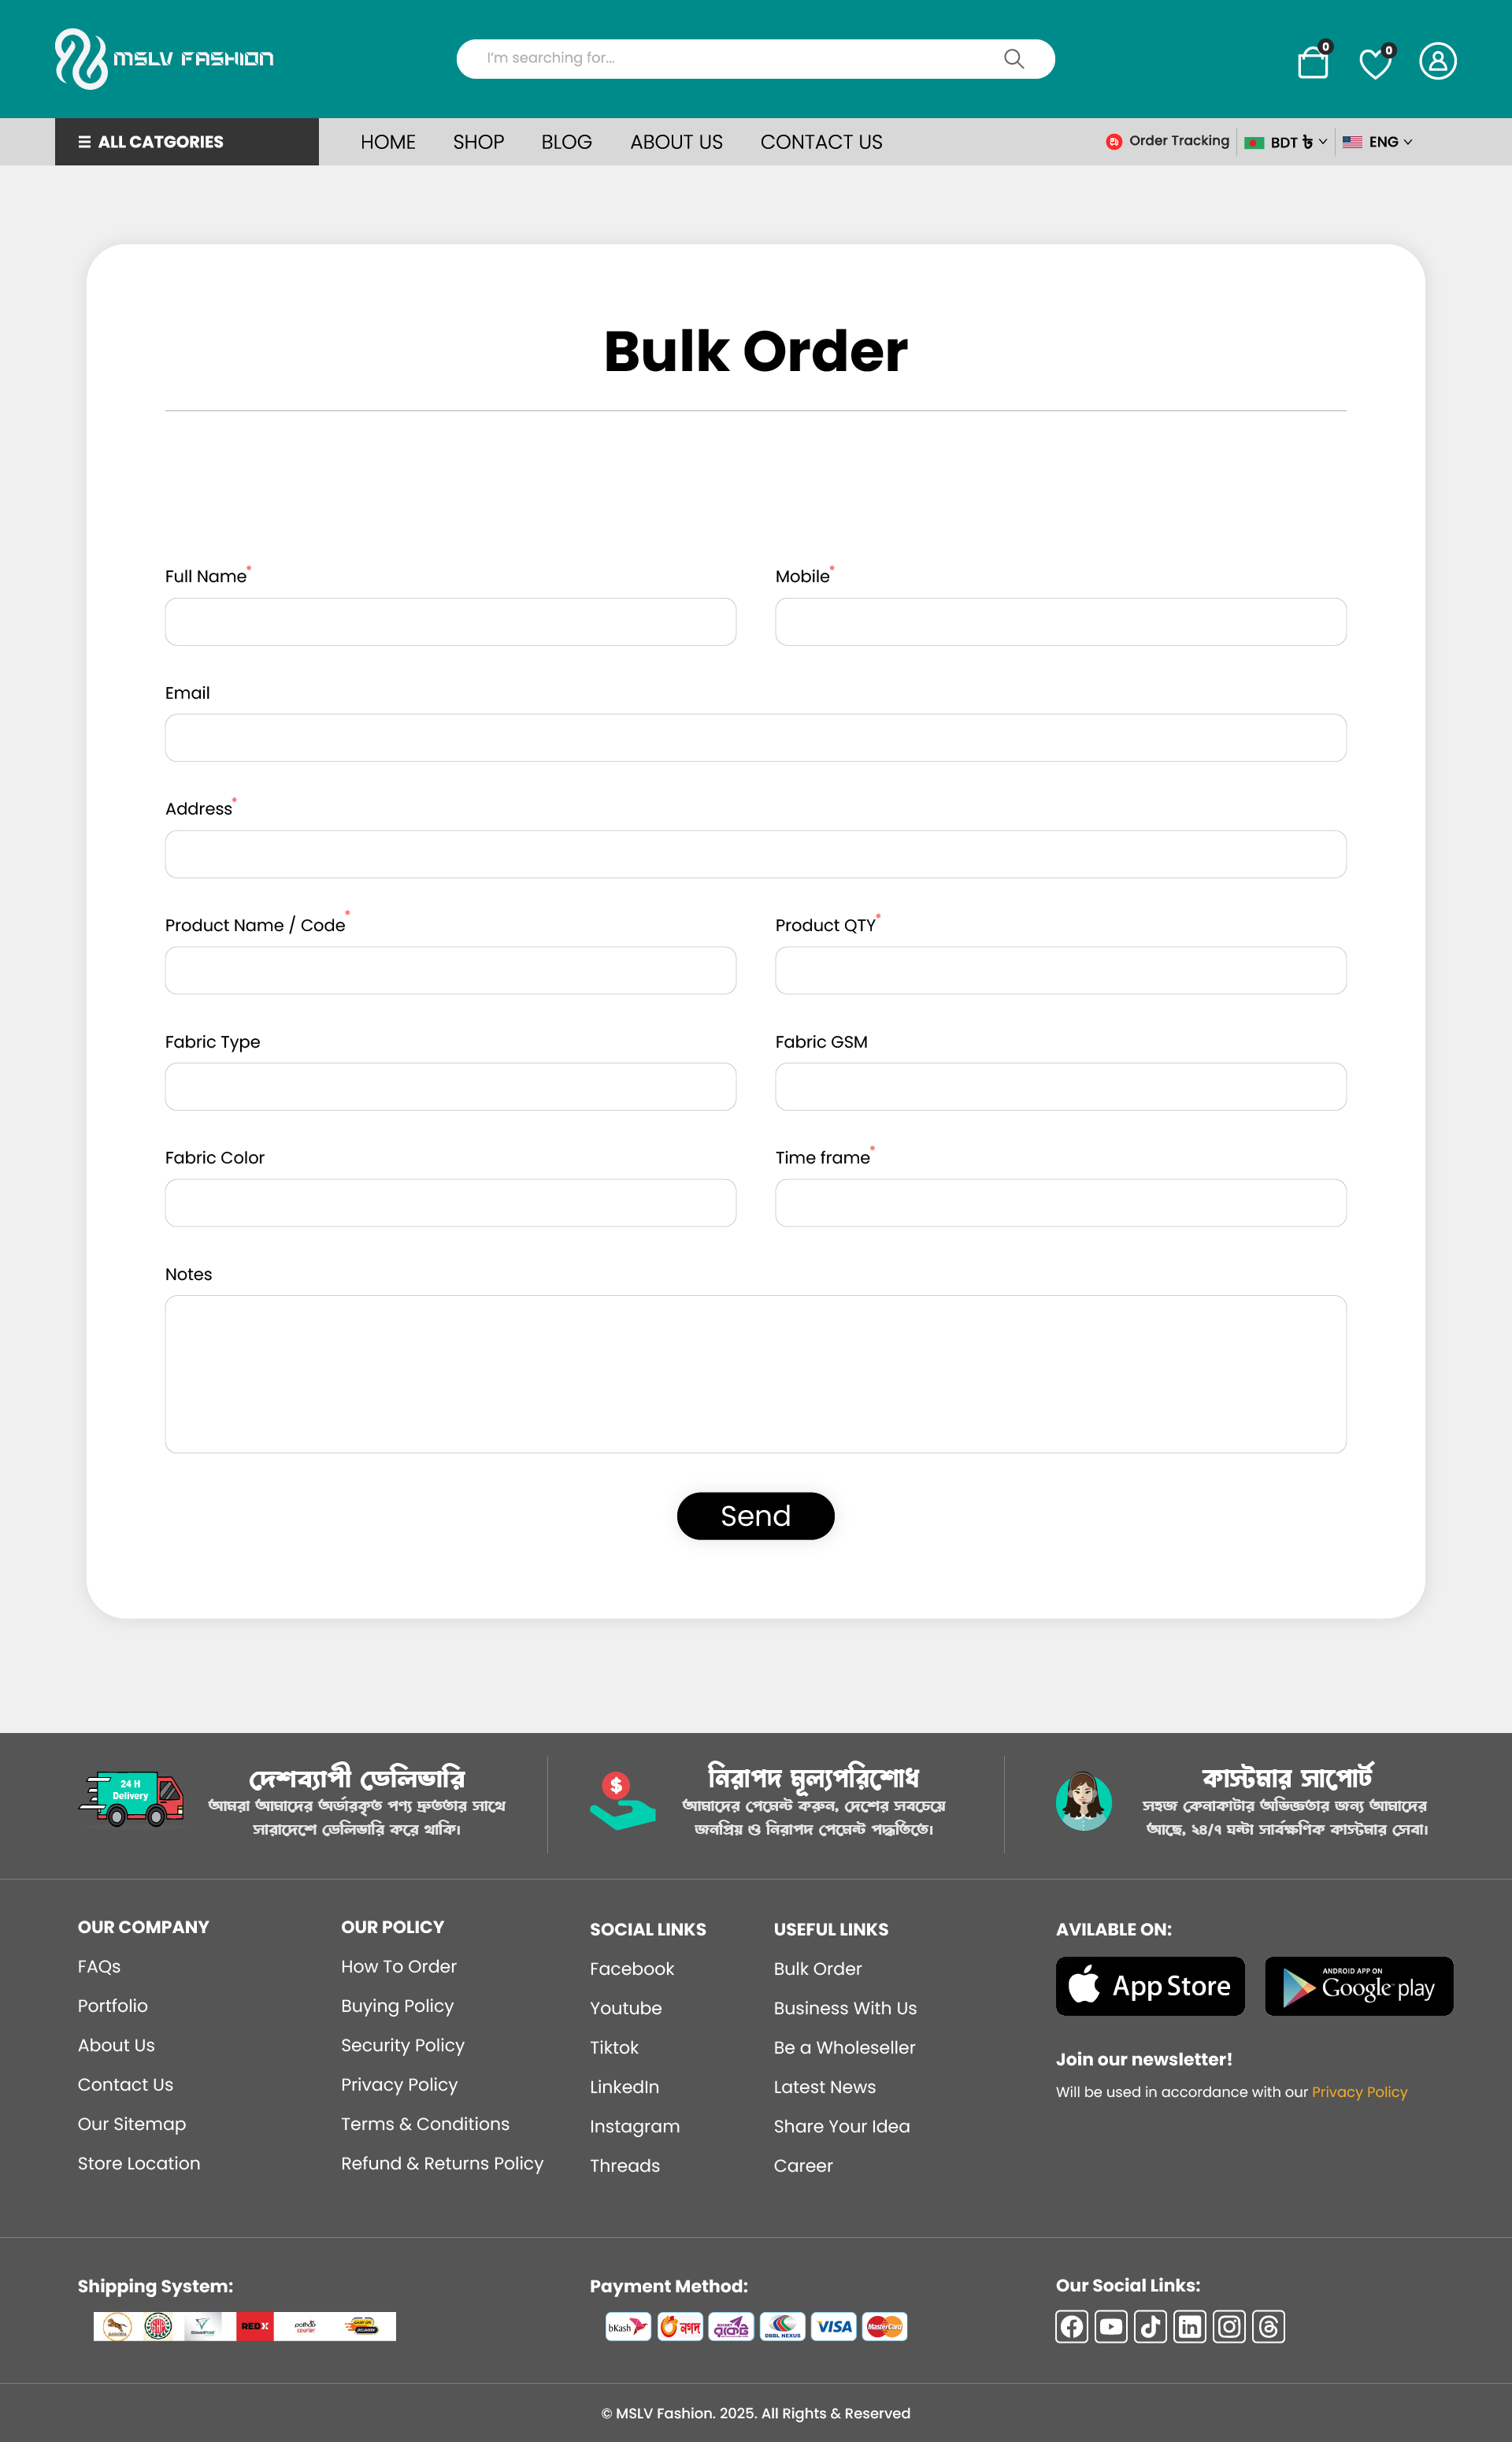 MSLV FASHION
I'm searching for...
0
0
ALL CATGORIES
HOME
SHOP
BLOG
ABOUT US
CONTACT US
Order Tracking
BDT ৳
ENG
Bulk Order
Full Name*
Mobile*
Email
Address*
Product Name / Code*
Product QTY*
Fabric Type
Fabric GSM
Fabric Color
Time frame*
Notes
Send
24 H
Delivery
দেশব্যাপী ডেলিভারি
আমরা আমাদের অর্ডারকৃত পণ্য দ্রুততার সাথে
সারাদেশে ডেলিভারি করে থাকি।
$
নিরাপদ মূল্যপরিশোধ
আমাদের পেমেন্ট করুন, দেশের সবচেয়ে
জনপ্রিয় ও নিরাপদ পেমেন্ট পদ্ধতিতে।
কাস্টমার সাপোর্ট
সহজ কেনাকাটার অভিজ্ঞতার জন্য আমাদের
আছে, ২৪/৭ ঘন্টা সার্বক্ষণিক কাস্টমার সেবা।
OUR COMPANY
FAQs
Portfolio
About Us
Contact Us
Our Sitemap
Store Location
OUR POLICY
How To Order
Buying Policy
Security Policy
Privacy Policy
Terms & Conditions
Refund & Returns Policy
SOCIAL LINKS
Facebook
Youtube
Tiktok
LinkedIn
Instagram
Threads
USEFUL LINKS
Bulk Order
Business With Us
Be a Wholeseller
Latest News
Share Your Idea
Career
AVILABLE ON:
App Store
ANDROID APP ON
Google play
Join our newsletter!
Will be used in accordance with our Privacy Policy
Shipping System:
REDX
pathao
courier
Payment Method:
bKash
নগদ
DBBL NEXUS
VISA
MasterCard
Our Social Links:
© MSLV Fashion. 2025. All Rights & Reserved